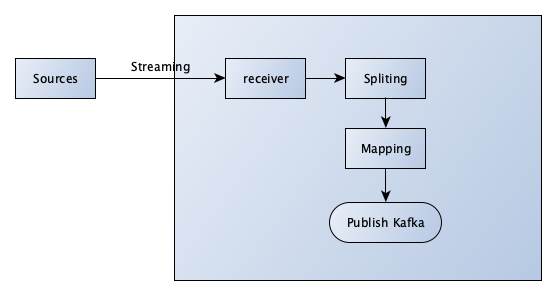 Streaming
Sources
receiver
Spliting
Mapping
Publish Kafka